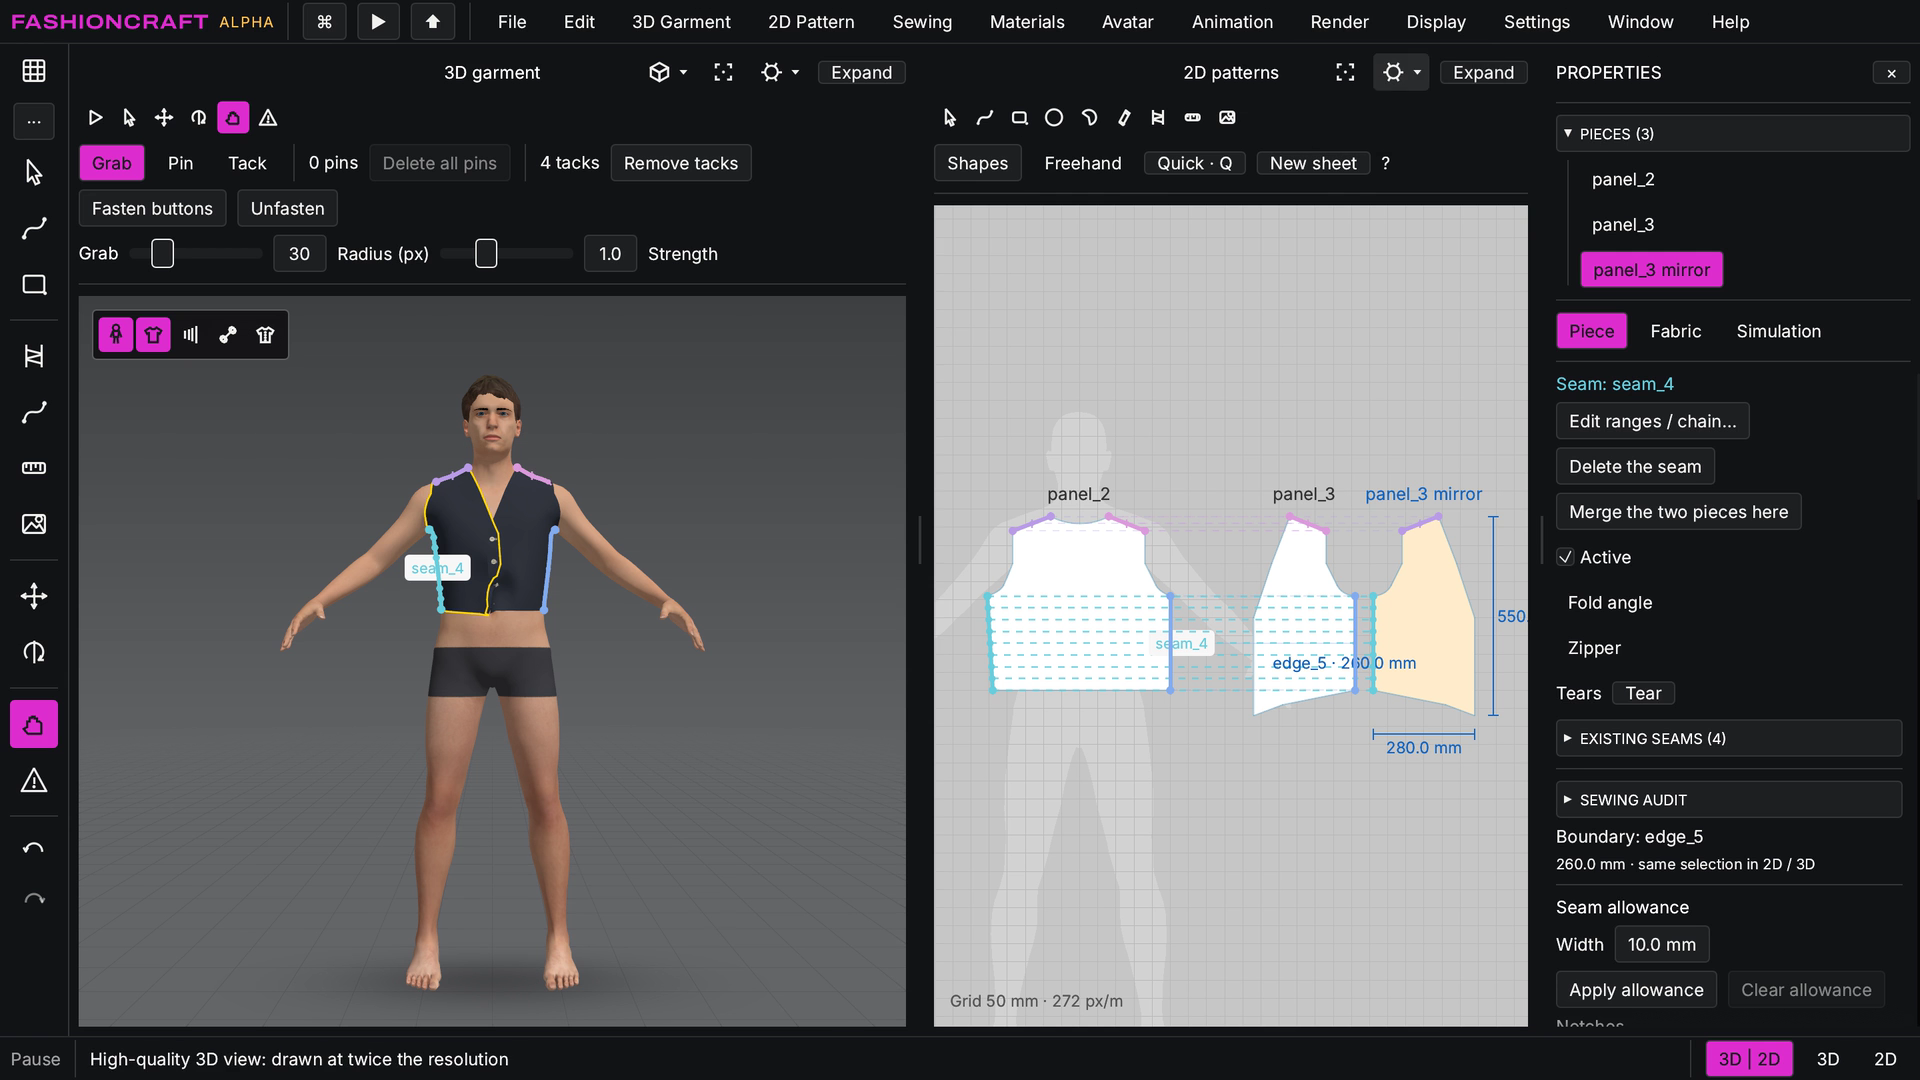 FASHIONCRAFT ALPHA
File Edit 3D Garment 2D Pattern Sewing Materials Avatar Animation Render Display Settings Window Help
3D garment
Expand
2D patterns
Expand
PROPERTIES
Grab Pin Tack 0 pins Delete all pins 4 tacks Remove tacks
Fasten buttons Unfasten
Grab 30 Radius (px) 1.0 Strength
seam_4
Shapes Freehand Quick · Q New sheet ?
panel_2 panel_3 panel_3 mirror
550.
seam_4
edge_5 · 260.0 mm
280.0 mm
Grid 50 mm · 272 px/m
PIECES (3)
panel_2
panel_3
panel_3 mirror
Piece Fabric Simulation
Seam: seam_4
Edit ranges / chain...
Delete the seam
Merge the two pieces here
Active
Fold angle
Zipper
Tears Tear
EXISTING SEAMS (4)
SEWING AUDIT
Boundary: edge_5
260.0 mm · same selection in 2D / 3D
Seam allowance
Width 10.0 mm
Apply allowance Clear allowance
Pause High-quality 3D view: drawn at twice the resolution
3D | 2D 3D 2D